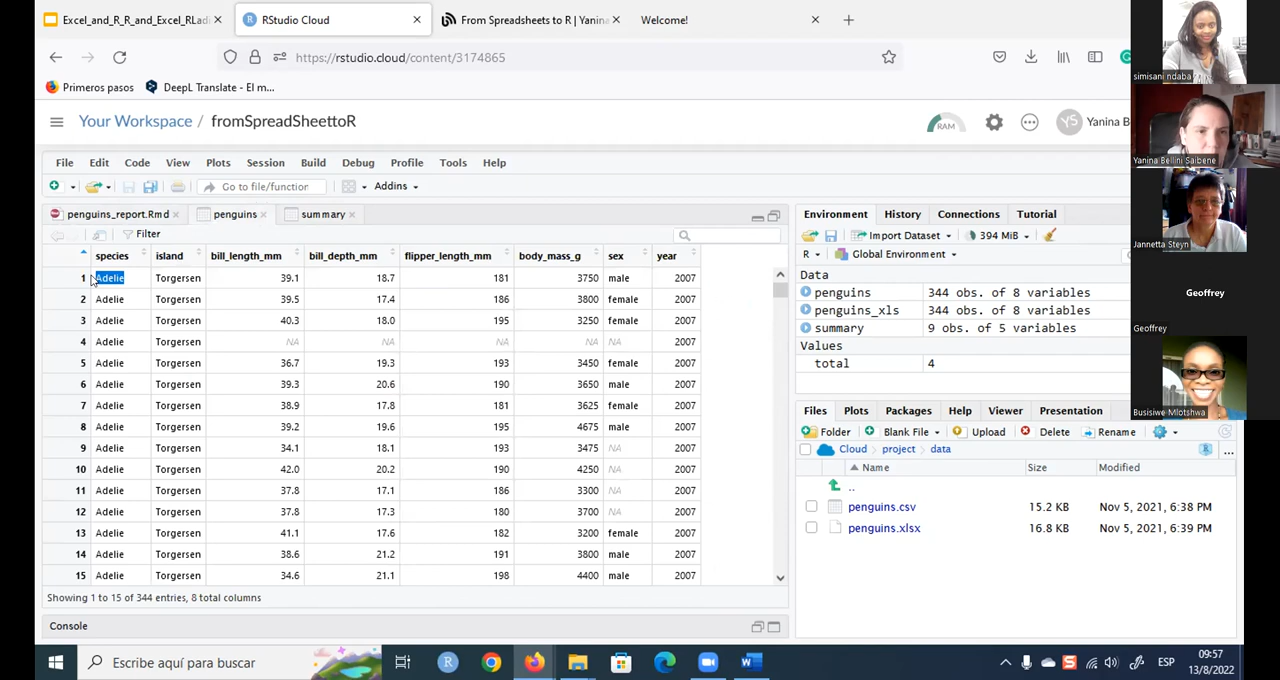 Excel_and_R_R_and_Excel_RLadi
RStudio Cloud
From Spreadsheets to R | Yanina
Welcome!
https://rstudio.cloud/content/3174865
Primeros pasos
DeepL Translate - El m...
Your Workspace / fromSpreadSheettoR
RAM
YS
Yanina B
File Edit Code View Plots Session Build Debug Profile Tools Help
Go to file/function
Addins
penguins_report.Rmd
penguins
summary
Filter
species island bill_length_mm bill_depth_mm flipper_length_mm body_mass_g sex year
1 Adelie Torgersen 39.1 18.7 181 3750 male 2007
2 Adelie Torgersen 39.5 17.4 186 3800 female 2007
3 Adelie Torgersen 40.3 18.0 195 3250 female 2007
4 Adelie Torgersen NA NA NA NA NA 2007
5 Adelie Torgersen 36.7 19.3 193 3450 female 2007
6 Adelie Torgersen 39.3 20.6 190 3650 male 2007
7 Adelie Torgersen 38.9 17.8 181 3625 female 2007
8 Adelie Torgersen 39.2 19.6 195 4675 male 2007
9 Adelie Torgersen 34.1 18.1 193 3475 NA 2007
10 Adelie Torgersen 42.0 20.2 190 4250 NA 2007
11 Adelie Torgersen 37.8 17.1 186 3300 NA 2007
12 Adelie Torgersen 37.8 17.3 180 3700 NA 2007
13 Adelie Torgersen 41.1 17.6 182 3200 female 2007
14 Adelie Torgersen 38.6 21.2 191 3800 male 2007
15 Adelie Torgersen 34.6 21.1 198 4400 male 2007
Showing 1 to 15 of 344 entries, 8 total columns
Console
Environment History Connections Tutorial
Import Dataset 394 MiB
R Global Environment
Data
penguins 344 obs. of 8 variables
penguins_xls 344 obs. of 8 variables
summary 9 obs. of 5 variables
Values
total 4
Files Plots Packages Help Viewer Presentation
Folder Blank File Upload Delete Rename
Cloud project data
Name Size Modified
..
penguins.csv 15.2 KB Nov 5, 2021, 6:38 PM
penguins.xlsx 16.8 KB Nov 5, 2021, 6:39 PM
simisani ndaba
Yanina Bellini Saibene
Jannetta Steyn
Geoffrey
Geoffrey
Busisiwe Mlotshwa
Escribe aquí para buscar
ESP
09:57
13/8/2022